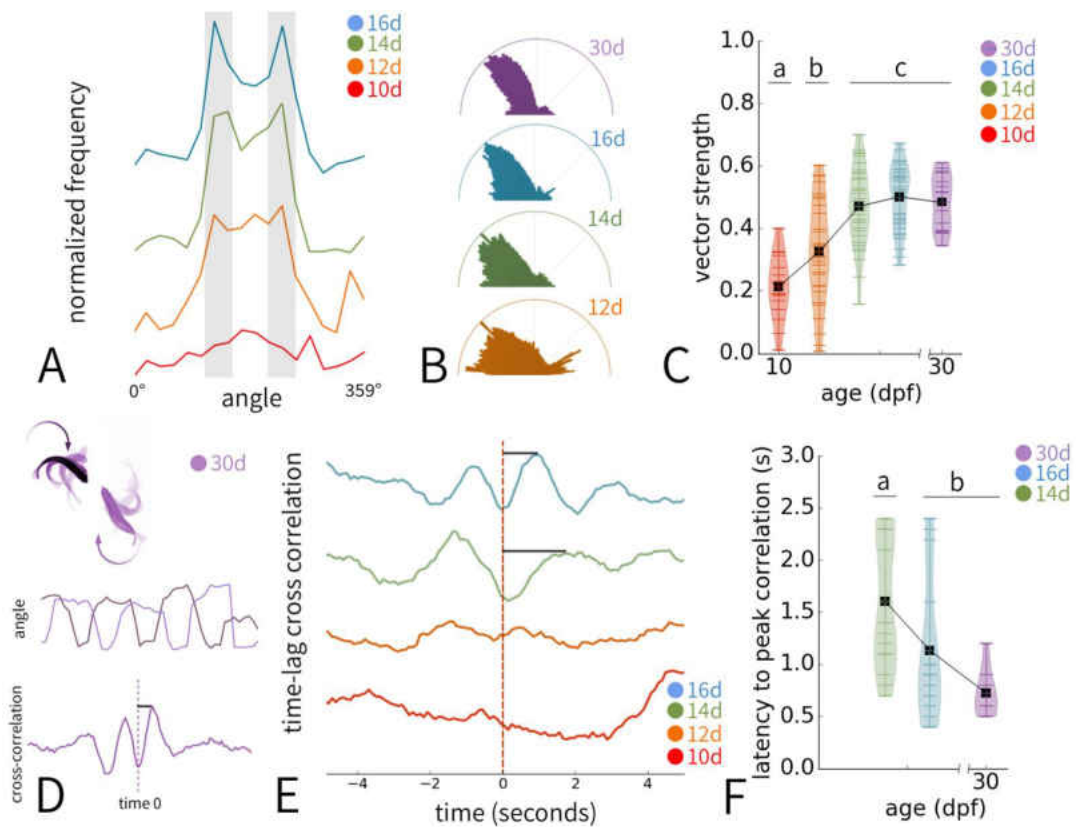 16d
14d
12d
10d
normalized frequency
A
0°
359°
angle
30d
16d
14d
12d
B
1.0
0.8
0.6
0.4
0.2
0.0
vector strength
a
b
c
30d
16d
14d
12d
10d
10
30
C
age (dpf)
30d
angle
cross-correlation
D
time 0
time-lag cross correlation
16d
14d
12d
10d
E
-4
-2
0
2
4
time (seconds)
3.0
2.5
2.0
1.5
1.0
0.5
0.0
latency to peak correlation (s)
a
b
30d
16d
14d
30
F
age (dpf)